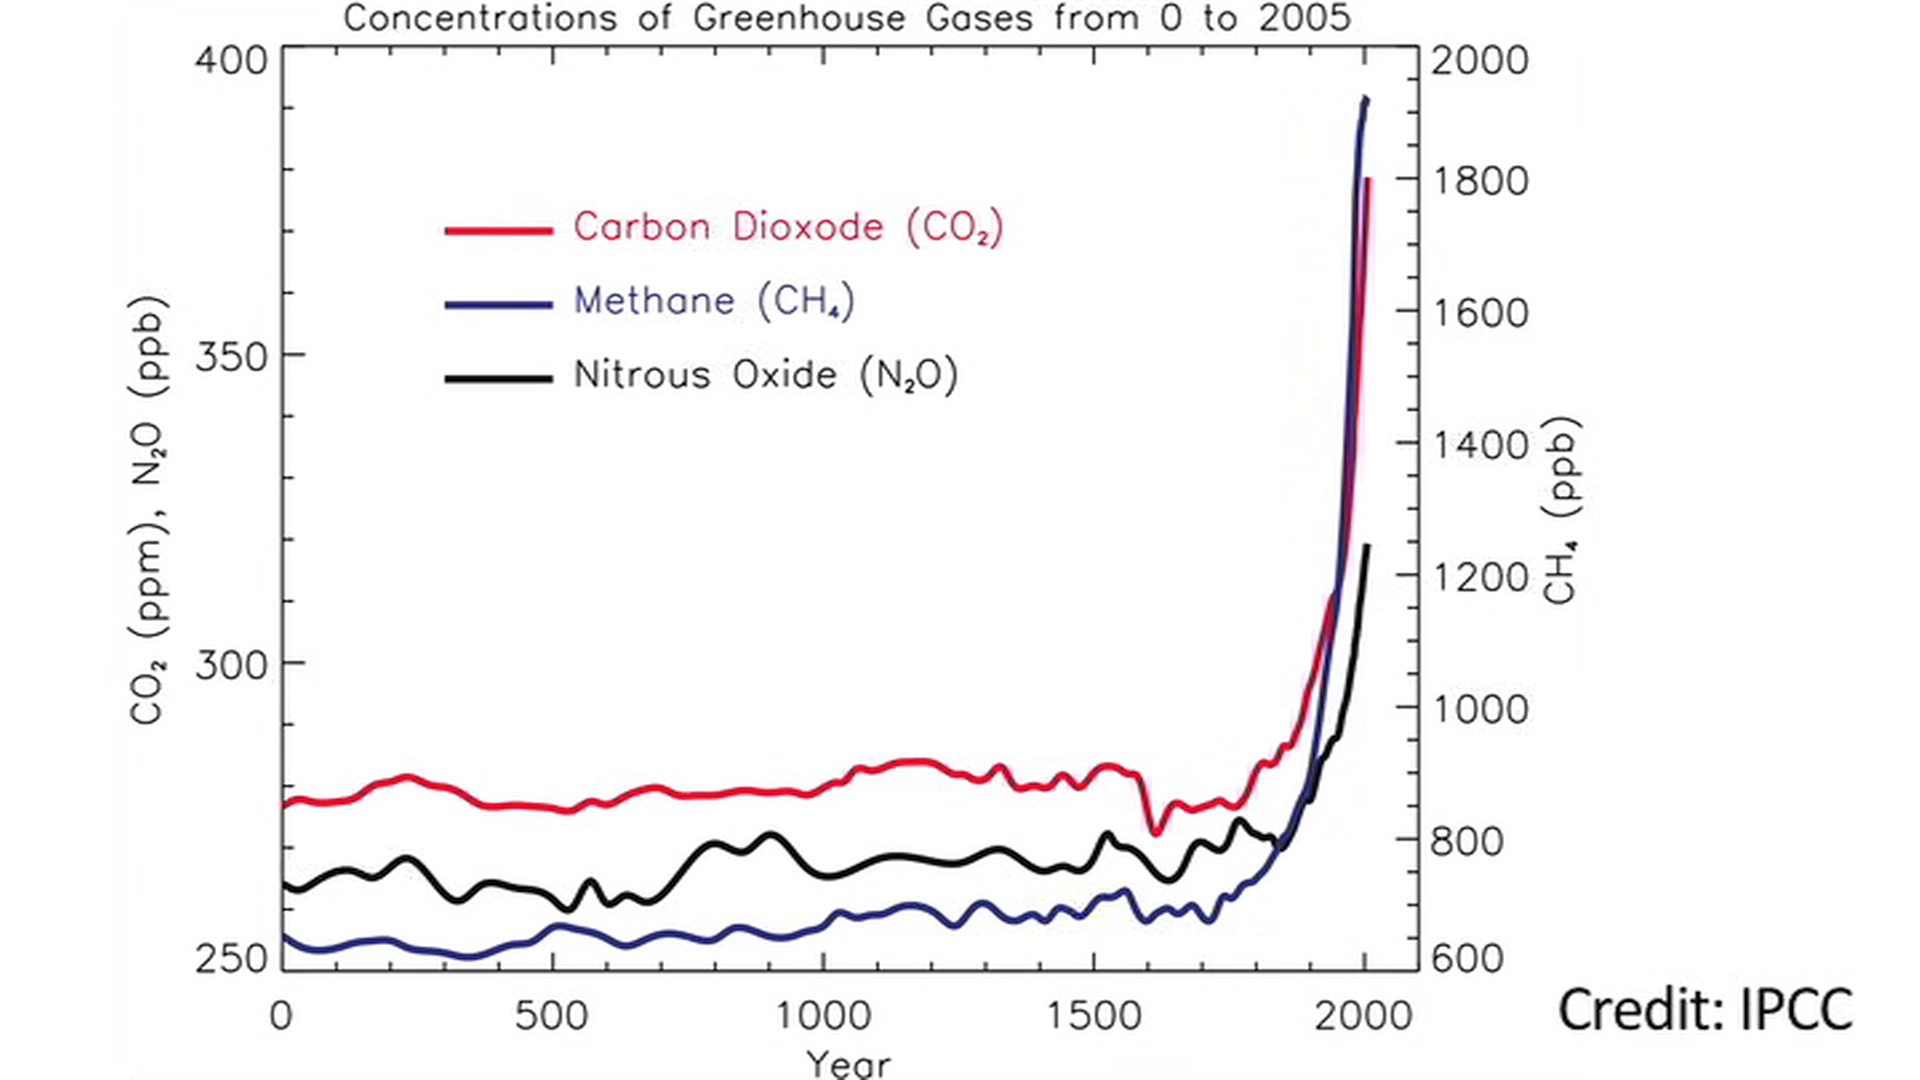 Concentrations of Greenhouse Gases from 0 to 2005
400
350
300
250
CO₂ (ppm), N₂O (ppb)
Carbon Dioxode (CO₂)
Methane (CH₄)
Nitrous Oxide (N₂O)
2000
1800
1600
1400
1200
1000
800
600
CH₄ (ppb)
0 500 1000 1500 2000
Year
Credit: IPCC